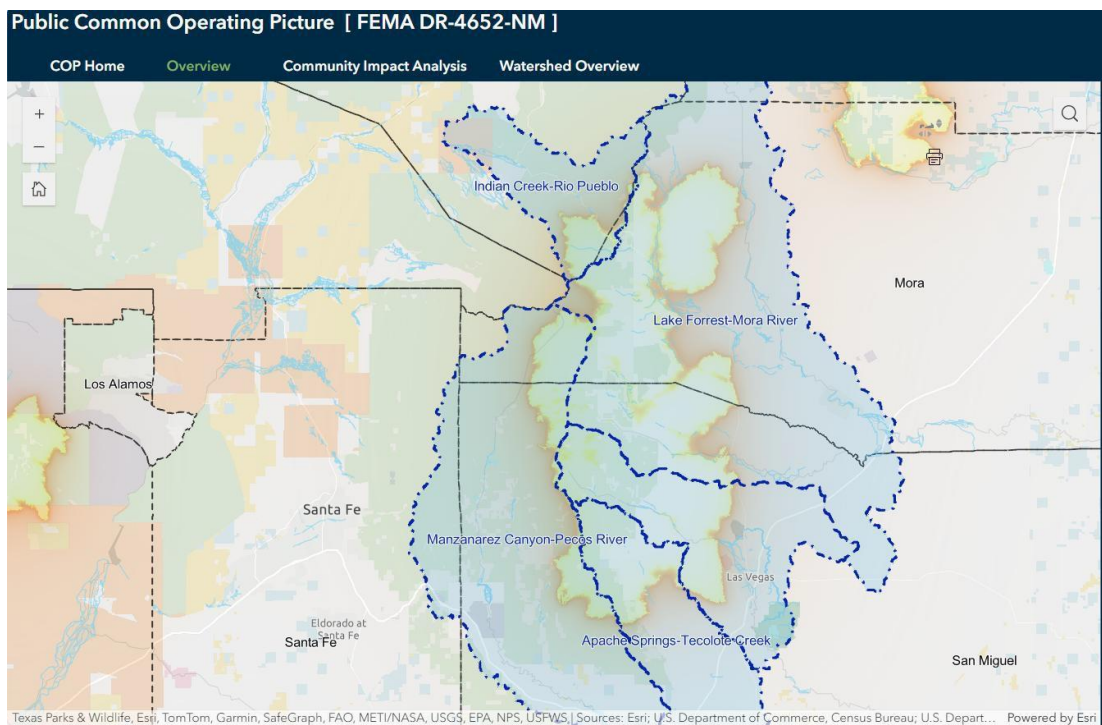 Public Common Operating Picture [ FEMA DR-4652-NM ]
COP Home Overview Community Impact Analysis Watershed Overview
+
−
Indian Creek-Rio Pueblo
Mora
Lake Forrest-Mora River
Los Alamos
Santa Fe
Manzanarez Canyon-Pecos River
Las Vegas
Eldorado at
Santa Fe
Santa Fe
Apache Springs-Tecolote Creek
San Miguel
Texas Parks & Wildlife, Esri, TomTom, Garmin, SafeGraph, FAO, METI/NASA, USGS, EPA, NPS, USFWS | Sources: Esri; U.S. Department of Commerce, Census Bureau; U.S. Depart... Powered by Esri